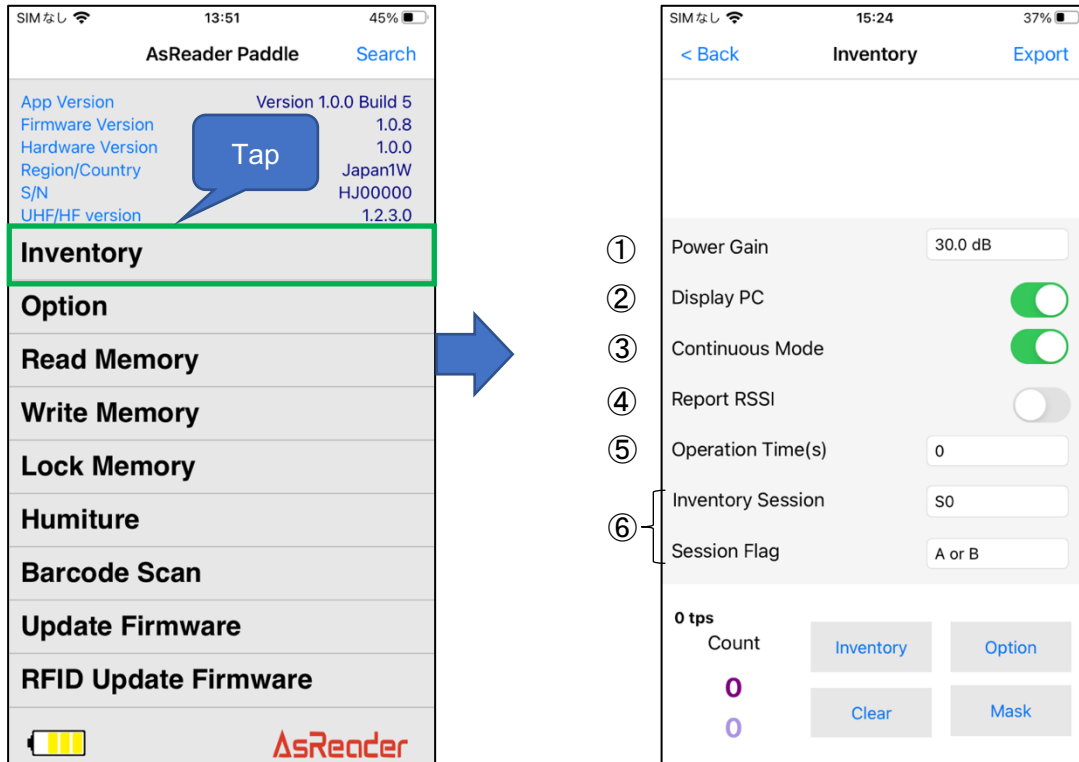 SIMなし 13:51 45%
AsReader Paddle Search
App Version Version 1.0.0 Build 5
Firmware Version 1.0.8
Hardware Version 1.0.0
Region/Country Japan1W
S/N HJ00000
UHF/HF version 1.2.3.0
Tap
Inventory
Option
Read Memory
Write Memory
Lock Memory
Humiture
Barcode Scan
Update Firmware
RFID Update Firmware
AsReader
SIMなし 15:24 37%
< Back Inventory Export
① Power Gain 30.0 dB
② Display PC
③ Continuous Mode
④ Report RSSI
⑤ Operation Time(s) 0
⑥
Inventory Session S0
Session Flag A or B
0 tps
Count
0
0
Inventory Option
Clear Mask